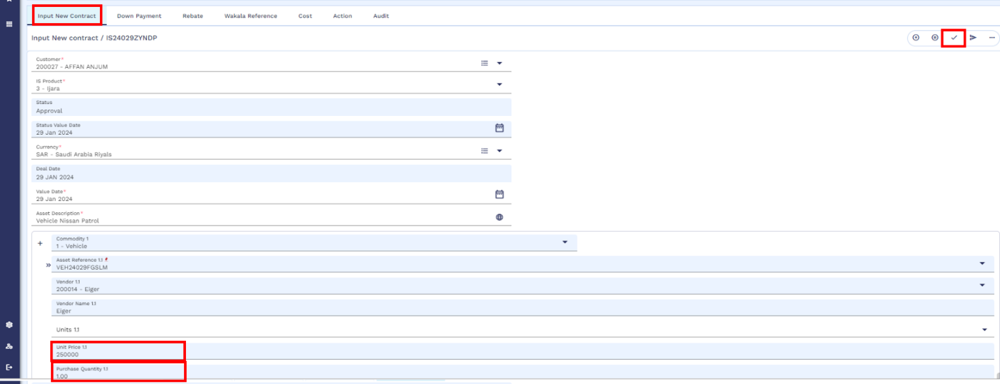 Input New Contract Down Payment Rebate Wakala Reference Cost Action Audit
Input New contract / IS24029ZYNDP
Customer*
200027 - AFFAN ANJUM
IS Product*
3 - Ijara
Status
Approval
Status Value Date
29 Jan 2024
Currency*
SAR - Saudi Arabia Riyals
Deal Date
29 JAN 2024
Value Date*
29 Jan 2024
Asset Description*
Vehicle Nissan Patrol
Commodity 1
1 - Vehicle
Asset Reference 1.1
VEH24029FGSLM
Vendor 1.1
200014 - Eiger
Vendor Name 1.1
Eiger
Units 1.1
Unit Price 1.1
250000
Purchase Quantity 1.1
1.00